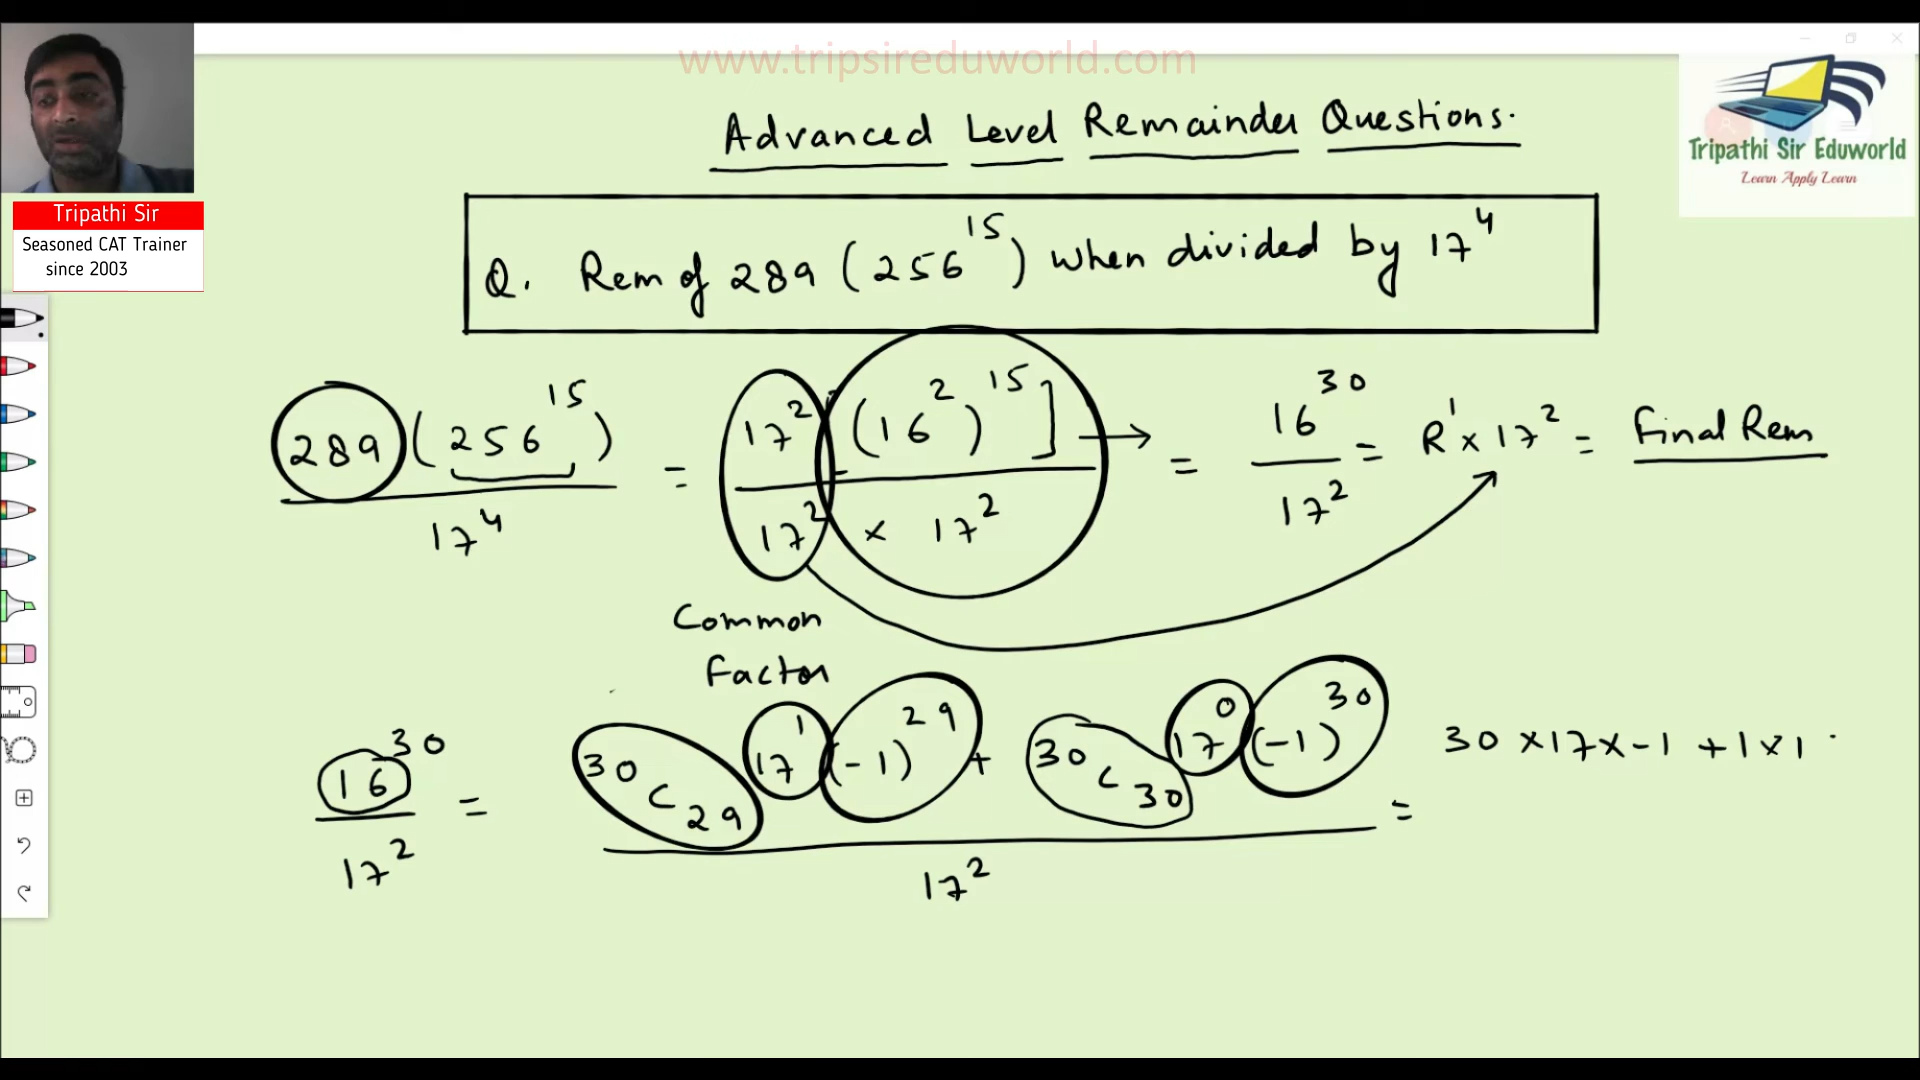 www.tripsireduworld.com
Advanced Level Remainder Questions.
Tripathi Sir Eduworld
Learn Apply Learn
Tripathi Sir
Seasoned CAT Trainer
since 2003
Q. Rem of 289 (256^15) when divided by 17^4
289 (256^15) / 17^4 = 17^2 [(16^2)^15] / 17^2 × 17^2 → = 16^30 / 17^2 = R^1 × 17^2 = Final Rem
Common
Factor
16^30 / 17^2 = 30C29 17^1 (-1)^29 + 30C30 17^0 (-1)^30 / 17^2 = 30 × 17 × -1 + 1 × 1